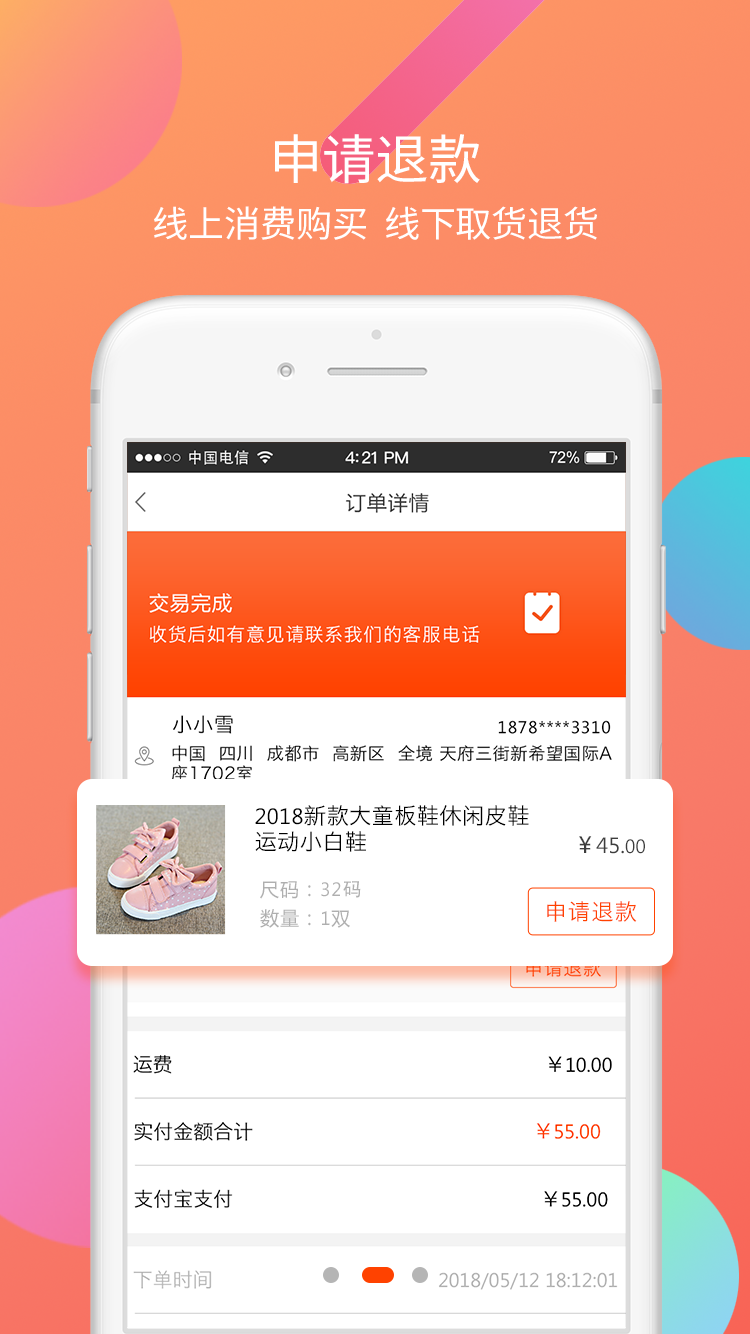 申请退款
线上消费购买 线下取货退货
中国电信 4:21 PM 72%
订单详情
交易完成
收货后如有意见请联系我们的客服电话
小小雪 1878****3310
中国 四川 成都市 高新区 全境 天府三街新希望国际A
座1702室
2018新款大童板鞋休闲皮鞋
运动小白鞋
￥45.00
尺码：32码
数量：1双
申请退款
申请退款
运费 ￥10.00
实付金额合计 ￥55.00
支付宝支付 ￥55.00
下单时间 2018/05/12 18:12:01